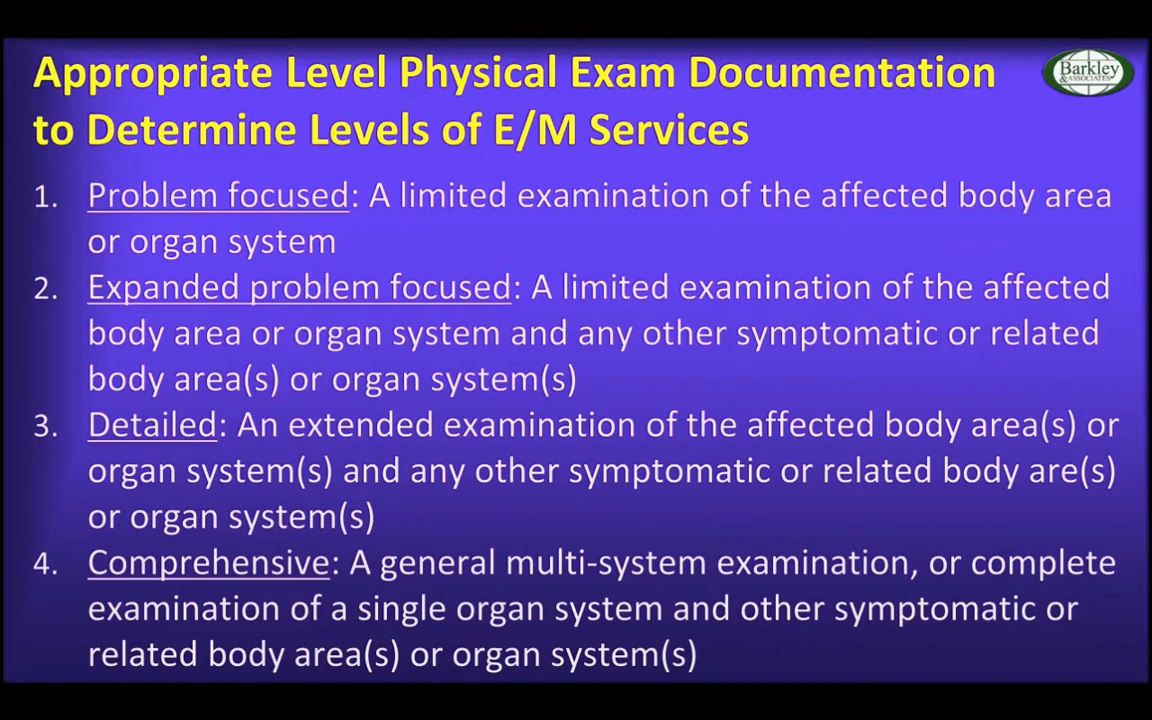 Appropriate Level Physical Exam Documentation
to Determine Levels of E/M Services
Barkley
& ASSOCIATES
1. Problem focused: A limited examination of the affected body area
or organ system
2. Expanded problem focused: A limited examination of the affected
body area or organ system and any other symptomatic or related
body area(s) or organ system(s)
3. Detailed: An extended examination of the affected body area(s) or
organ system(s) and any other symptomatic or related body are(s)
or organ system(s)
4. Comprehensive: A general multi-system examination, or complete
examination of a single organ system and other symptomatic or
related body area(s) or organ system(s)